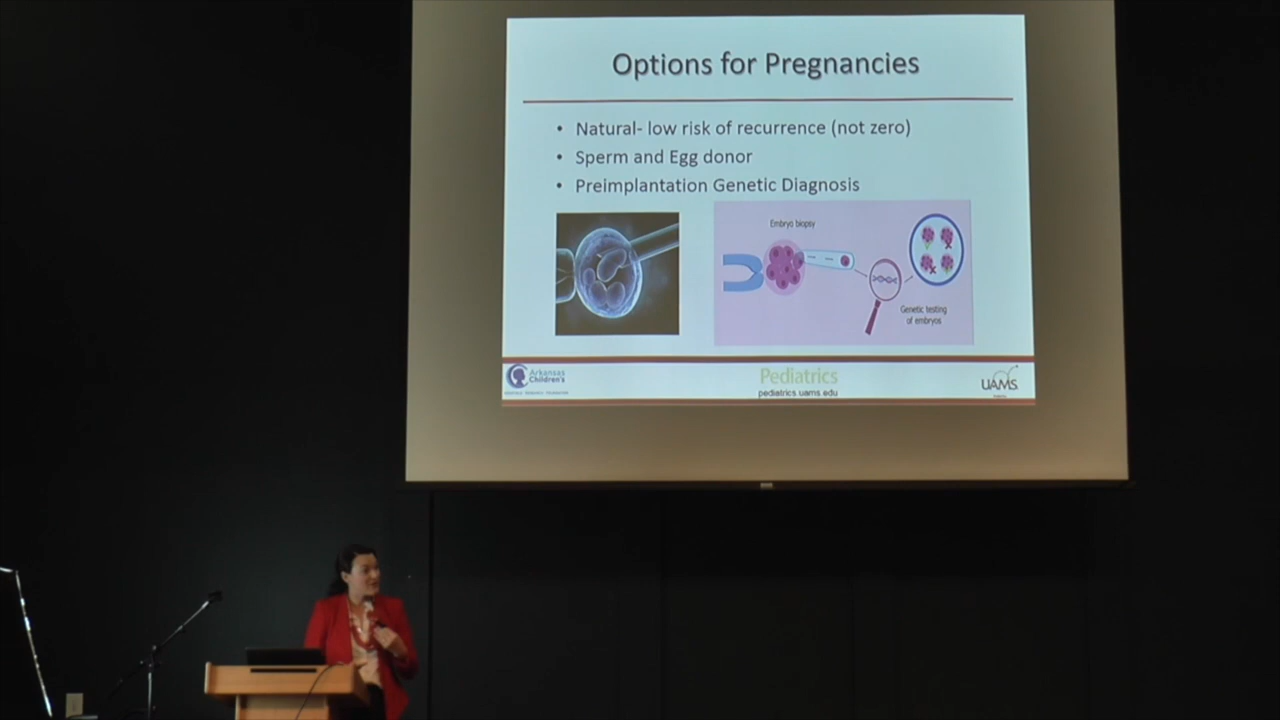 Options for Pregnancies
• Natural- low risk of recurrence (not zero)
• Sperm and Egg donor
• Preimplantation Genetic Diagnosis
Embryo biopsy
Genetic testing
of embryos
Arkansas
Children's
Pediatrics
pediatrics.uams.edu
UAMS